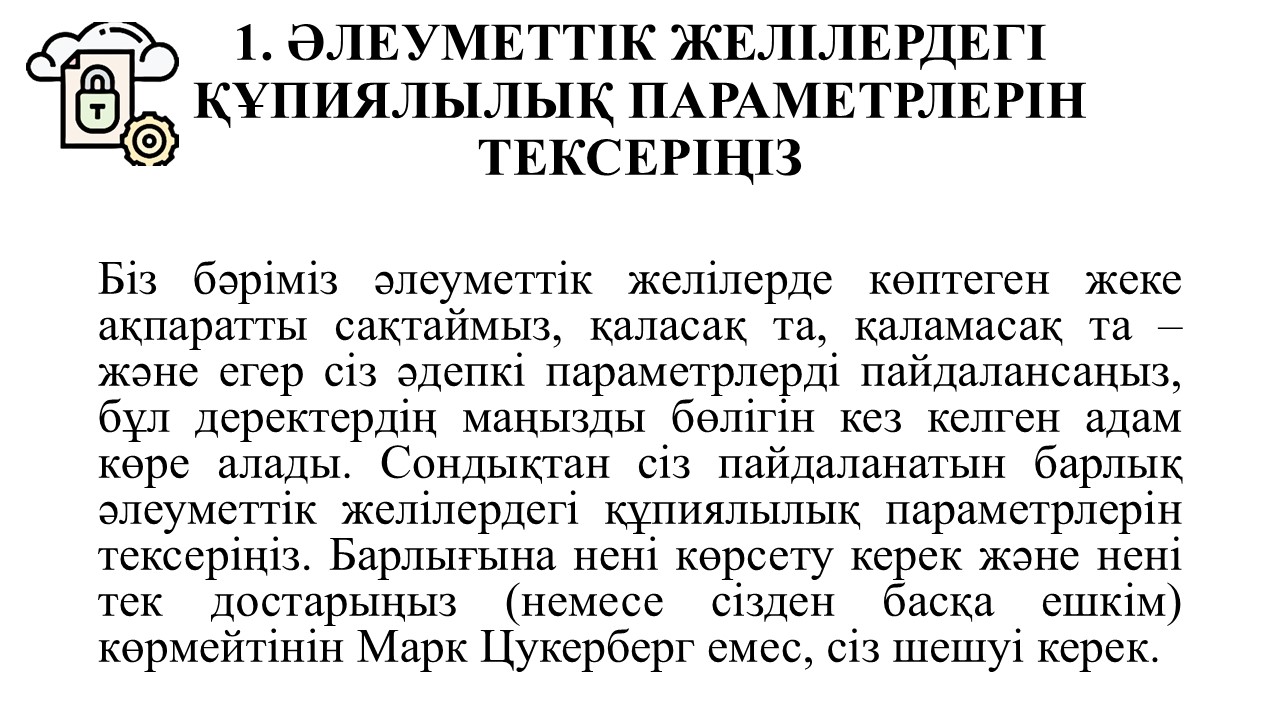 1. ӘЛЕУМЕТТІК ЖЕЛІЛЕРДЕГІ
ҚҰПИЯЛЫЛЫҚ ПАРАМЕТРЛЕРІН
ТЕКСЕРІҢІЗ
Біз бәріміз әлеуметтік желілерде көптеген жеке
ақпаратты сақтаймыз, қаласақ та, қаламасақ та –
және егер сіз әдепкі параметрлерді пайдалансаңыз,
бұл деректердің маңызды бөлігін кез келген адам
көре алады. Сондықтан сіз пайдаланатын барлық
әлеуметтік желілердегі құпиялылық параметрлерін
тексеріңіз. Барлығына нені көрсету керек және нені
тек достарыңыз (немесе сізден басқа ешкім)
көрмейтінін Марк Цукерберг емес, сіз шешуі керек.